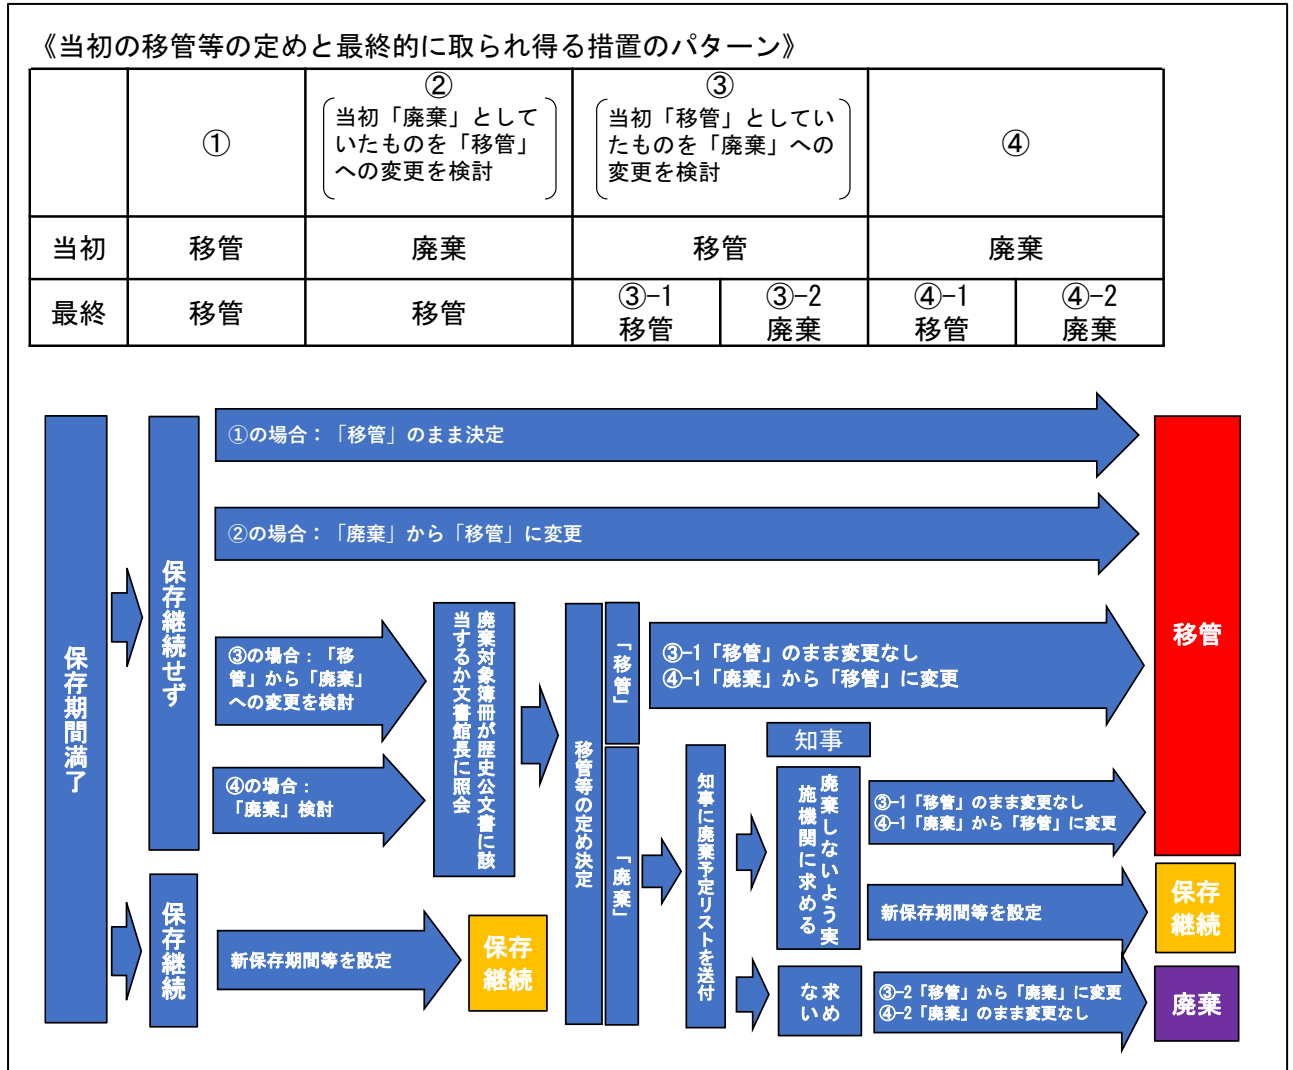 《当初の移管等の定めと最終的に取られ得る措置のパターン》
①
②
当初「廃棄」として
いたものを「移管」
への変更を検討
③
当初「移管」としてい
たものを「廃棄」への
変更を検討
④
当初
移管
廃棄
移管
廃棄
最終
移管
移管
③-1
移管
③-2
廃棄
④-1
移管
④-2
廃棄
保存期間満了
保存継続せず
①の場合：「移管」のまま決定
②の場合：「廃棄」から「移管」に変更
③の場合：「移
管」から「廃棄」
への変更を検討
④の場合：
「廃棄」検討
廃棄対象簿冊が歴史公文書に該
当するか文書館長に照会
移管等の定め決定
「移管」
③-1「移管」のまま変更なし
④-1「廃棄」から「移管」に変更
「廃棄」
知事に廃棄予定リストを送付
知事
廃棄しないよう実
施機関に求める
③-1「移管」のまま変更なし
④-1「廃棄」から「移管」に変更
移管
新保存期間等を設定
保存
継続
求め
ない
③-2「移管」から「廃棄」に変更
④-2「廃棄」のまま変更なし
廃棄
保存継続
新保存期間等を設定
保存
継続